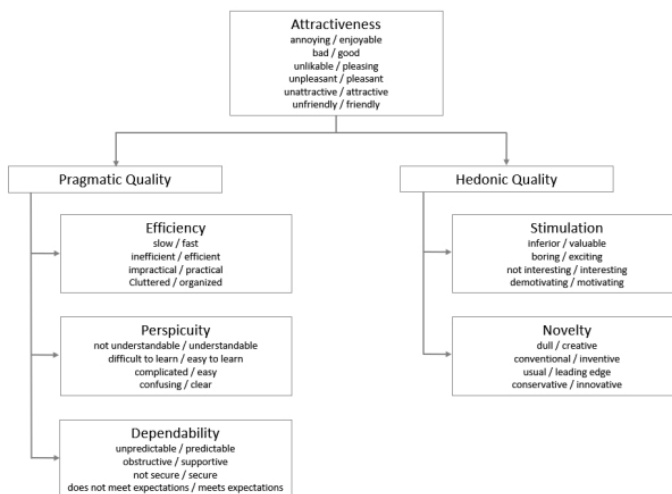 Attractiveness
annoying / enjoyable
bad / good
unlikable / pleasing
unpleasant / pleasant
unattractive / attractive
unfriendly / friendly
Pragmatic Quality
Hedonic Quality
Efficiency
slow / fast
inefficient / efficient
impractical / practical
Cluttered / organized
Stimulation
inferior / valuable
boring / exciting
not interesting / interesting
demotivating / motivating
Perspicuity
not understandable / understandable
difficult to learn / easy to learn
complicated / easy
confusing / clear
Novelty
dull / creative
conventional / inventive
usual / leading edge
conservative / innovative
Dependability
unpredictable / predictable
obstructive / supportive
not secure / secure
does not meet expectations / meets expectations